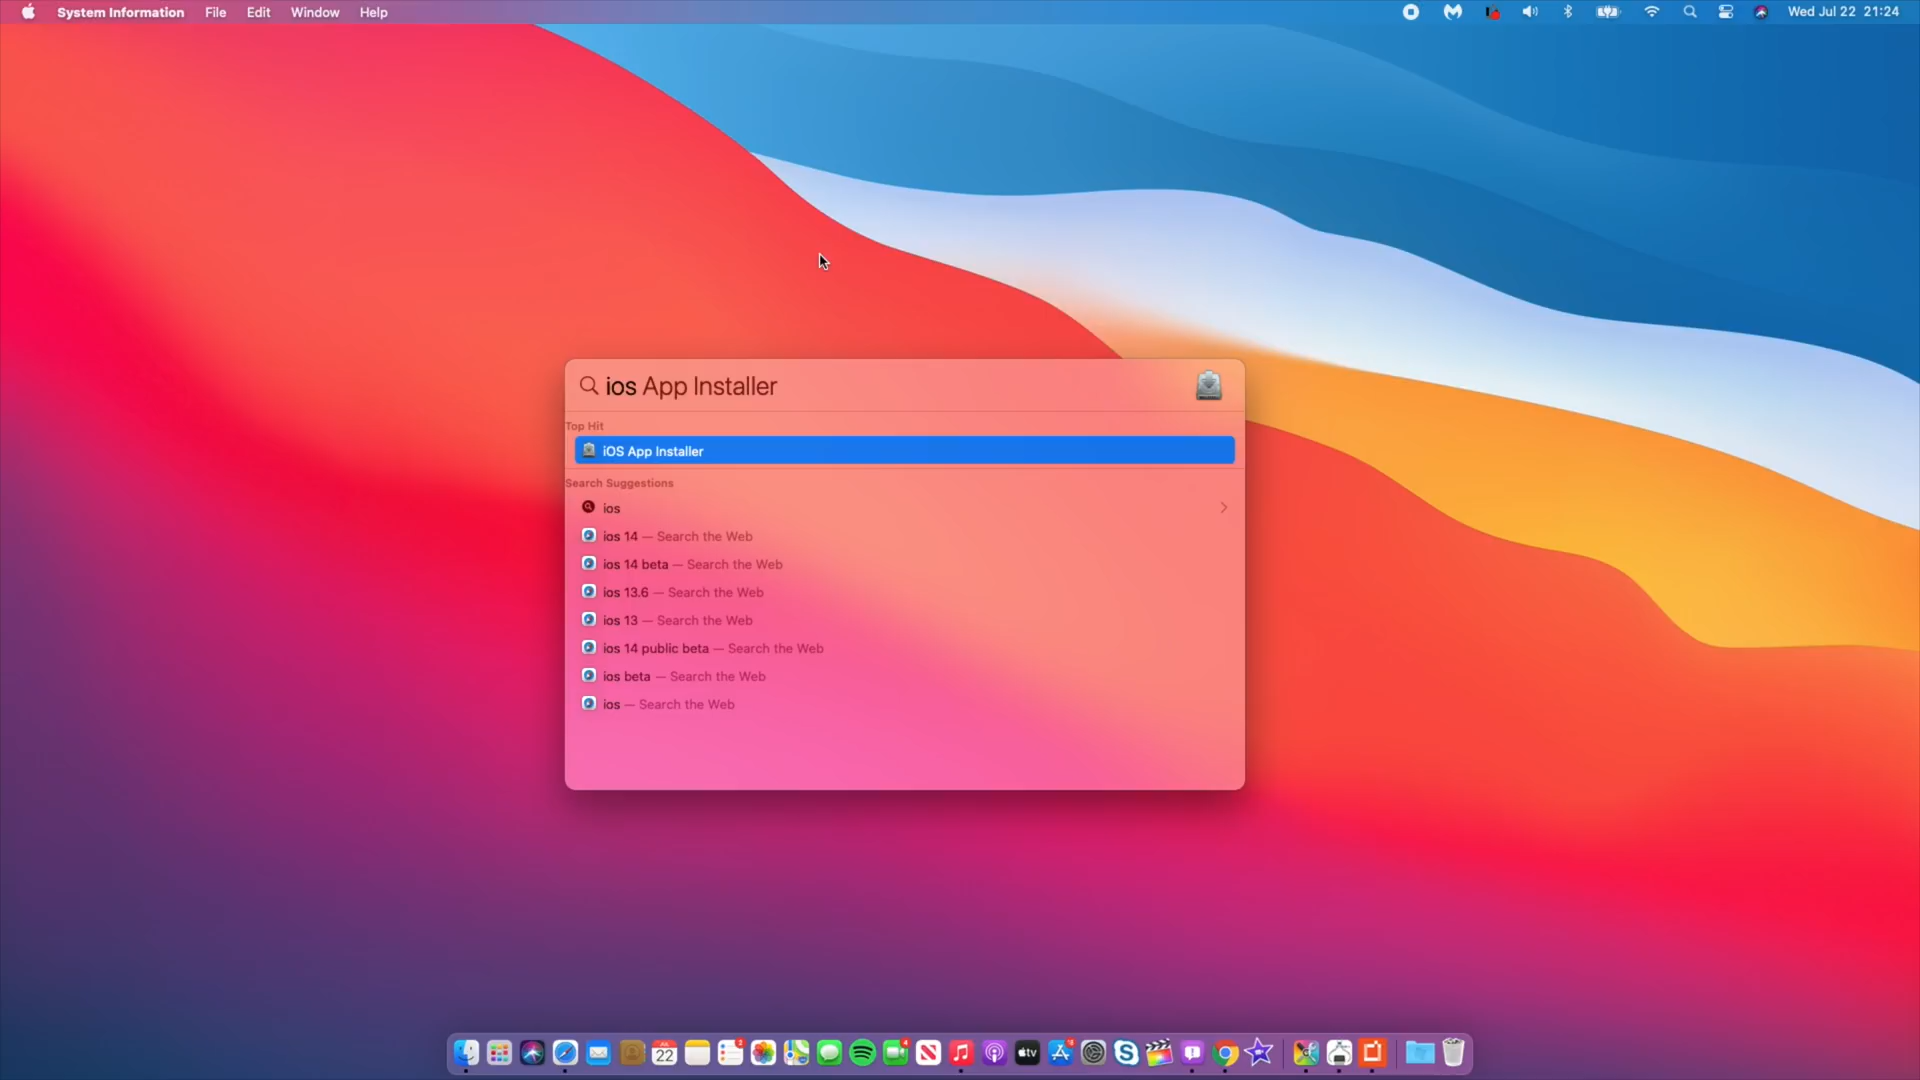 System Information File Edit Window Help Wed Jul 22 21:24
ios App Installer
Top Hit
iOS App Installer
Search Suggestions
ios
ios 14 — Search the Web
ios 14 beta — Search the Web
ios 13.6 — Search the Web
ios 13 — Search the Web
ios 14 public beta — Search the Web
ios beta — Search the Web
ios — Search the Web
22
tv